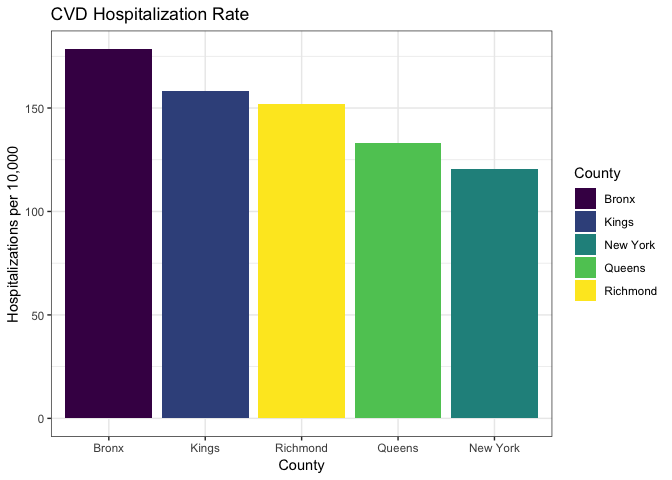 CVD Hospitalization Rate
Hospitalizations per 10,000
150
100
50
0
Bronx Kings Richmond Queens New York
County
County
Bronx
Kings
New York
Queens
Richmond